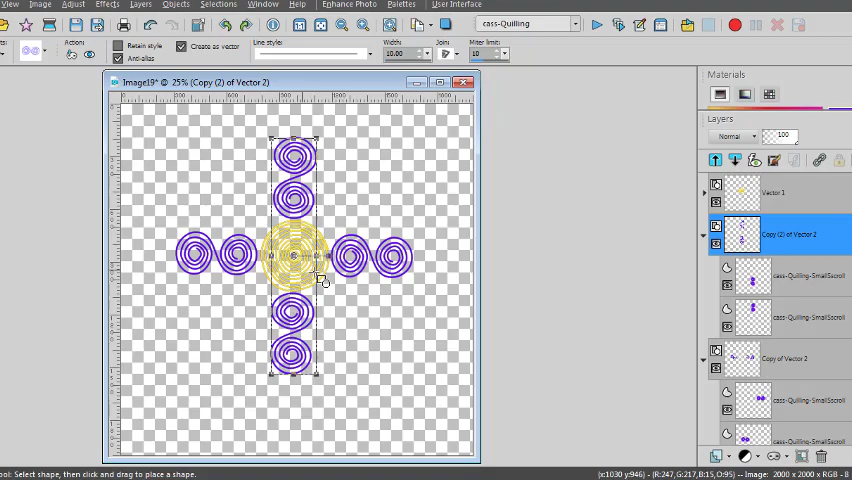 Image Adjust Effects Layers Objects Selections Window Help Enhance Photo Palettes User Interface
cass-Quilling
Actions: Retain style Create as vector Line style: Width: Joint: Miter limit:
Anti-alias 10.00 10
Image19* @ 25% (Copy (2) of Vector 2)
Materials
Layers
Normal 100
Vector 1
Copy (2) of Vector 2
cass-Quilling-SmallScroll
cass-Quilling-SmallScroll
Copy of Vector 2
cass-Quilling-SmallScroll
cass-Quilling-SmallScroll
ool: Select shape, then click and drag to place a shape.
(x:1030 y:946) - (R:247,G:217,B:15,O:95) -- Image: 2000 x 2000 x RGB - 8